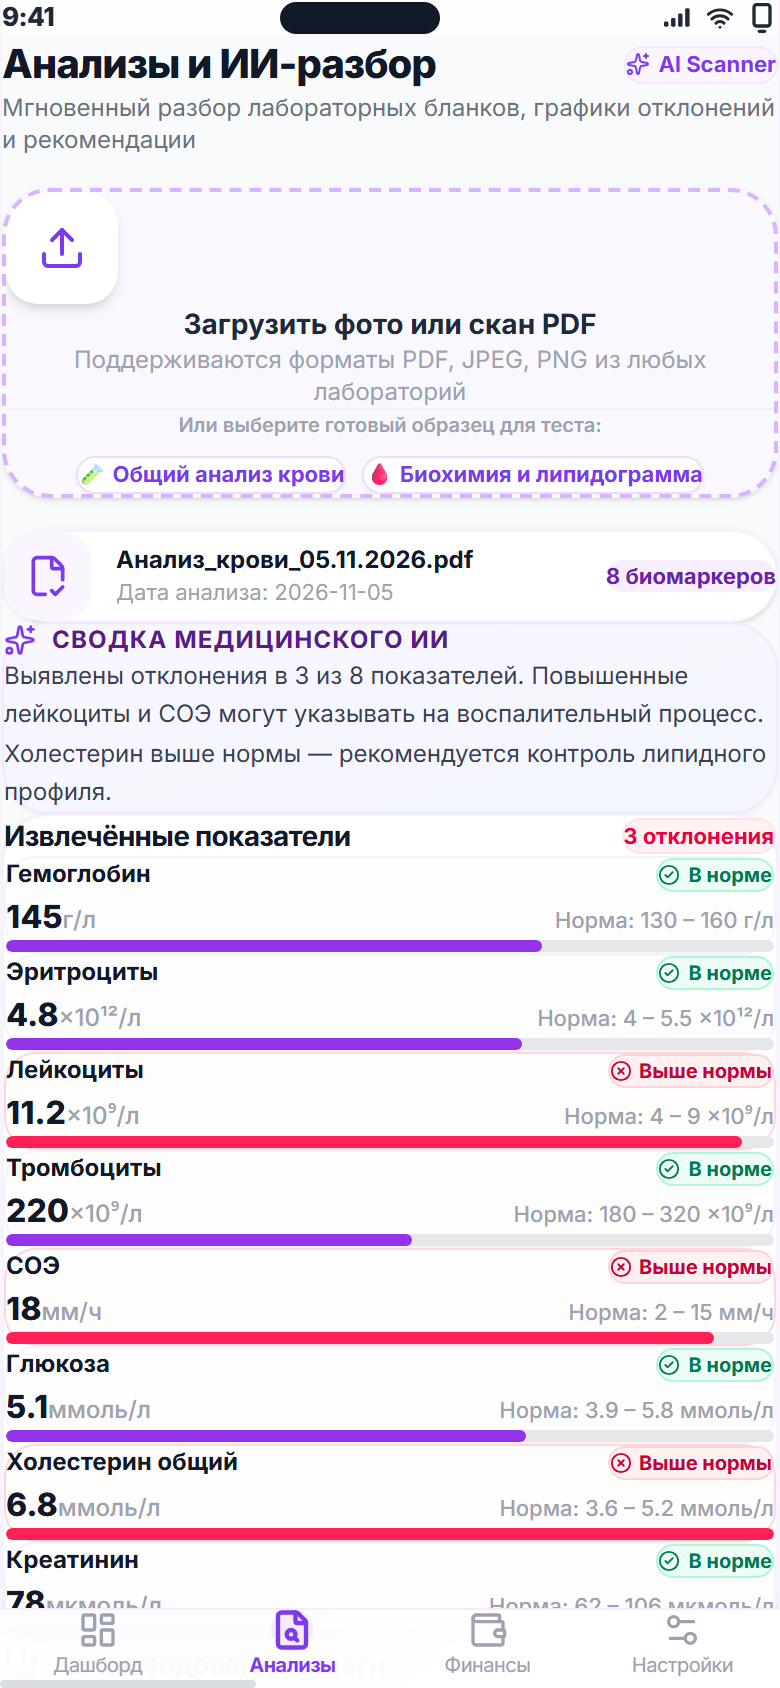 9:41
Анализы и ИИ-разбор
AI Scanner
Мгновенный разбор лабораторных бланков, графики отклонений
и рекомендации
Загрузить фото или скан PDF
Поддерживаются форматы PDF, JPEG, PNG из любых
лабораторий
Или выберите готовый образец для теста:
Общий анализ крови
Биохимия и липидограмма
Анализ_крови_05.11.2026.pdf
Дата анализа: 2026-11-05
8 биомаркеров
СВОДКА МЕДИЦИНСКОГО ИИ
Выявлены отклонения в 3 из 8 показателей. Повышенные
лейкоциты и СОЭ могут указывать на воспалительный процесс.
Холестерин выше нормы — рекомендуется контроль липидного
профиля.
Извлечённые показатели
3 отклонения
Гемоглобин
В норме
145г/л
Норма: 130 – 160 г/л
Эритроциты
В норме
4.8×10¹²/л
Норма: 4 – 5.5 ×10¹²/л
Лейкоциты
Выше нормы
11.2×10⁹/л
Норма: 4 – 9 ×10⁹/л
Тромбоциты
В норме
220×10⁹/л
Норма: 180 – 320 ×10⁹/л
СОЭ
Выше нормы
18мм/ч
Норма: 2 – 15 мм/ч
Глюкоза
В норме
5.1ммоль/л
Норма: 3.9 – 5.8 ммоль/л
Холестерин общий
Выше нормы
6.8ммоль/л
Норма: 3.6 – 5.2 ммоль/л
Креатинин
В норме
78мкмоль/л
Норма: 62 – 106 мкмоль/л
Дашборд
Анализы
Финансы
Настройки